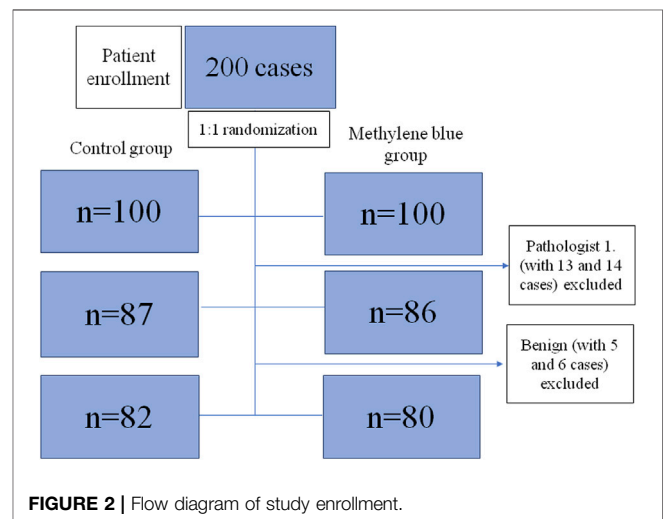 Patient
enrollment
200 cases
1:1 randomization
Control group
Methylene blue
group
n=100
n=100
Pathologist 1.
(with 13 and 14
cases) excluded
n=87
n=86
Benign (with 5
and 6 cases)
excluded
n=82
n=80
FIGURE 2 | Flow diagram of study enrollment.